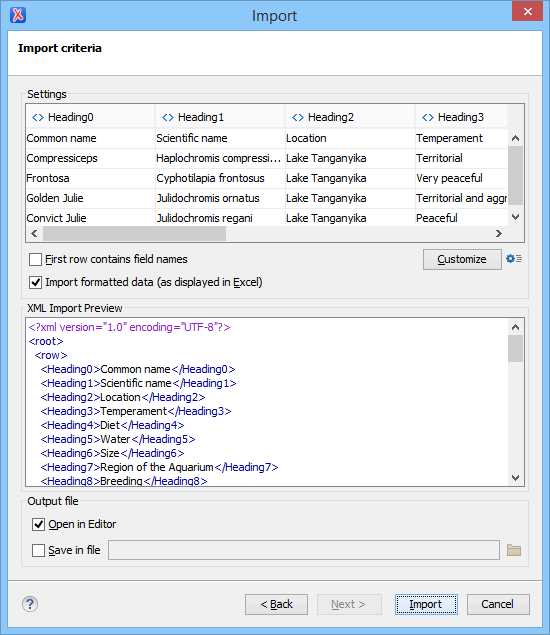 Import
Import criteria
Settings
<> Heading0 <> Heading1 <> Heading2 <> Heading3
Common name Scientific name Location Temperament
Compressiceps Haplochromis compressi... Lake Tanganyika Territorial
Frontosa Cyphotilapia frontosus Lake Tanganyika Very peaceful
Golden Julie Julidochromis ornatus Lake Tanganyika Territorial and aggr
Convict Julie Julidochromis regani Lake Tanganyika Peaceful
First row contains field names
Customize
Import formatted data (as displayed in Excel)
XML Import Preview
<?xml version="1.0" encoding="UTF-8"?>
<root>
<row>
<Heading0>Common name</Heading0>
<Heading1>Scientific name</Heading1>
<Heading2>Location</Heading2>
<Heading3>Temperament</Heading3>
<Heading4>Diet</Heading4>
<Heading5>Water</Heading5>
<Heading6>Size</Heading6>
<Heading7>Region of the Aquarium</Heading7>
<Heading8>Breeding</Heading8>
Output file
Open in Editor
Save in file
? < Back Next > Import Cancel